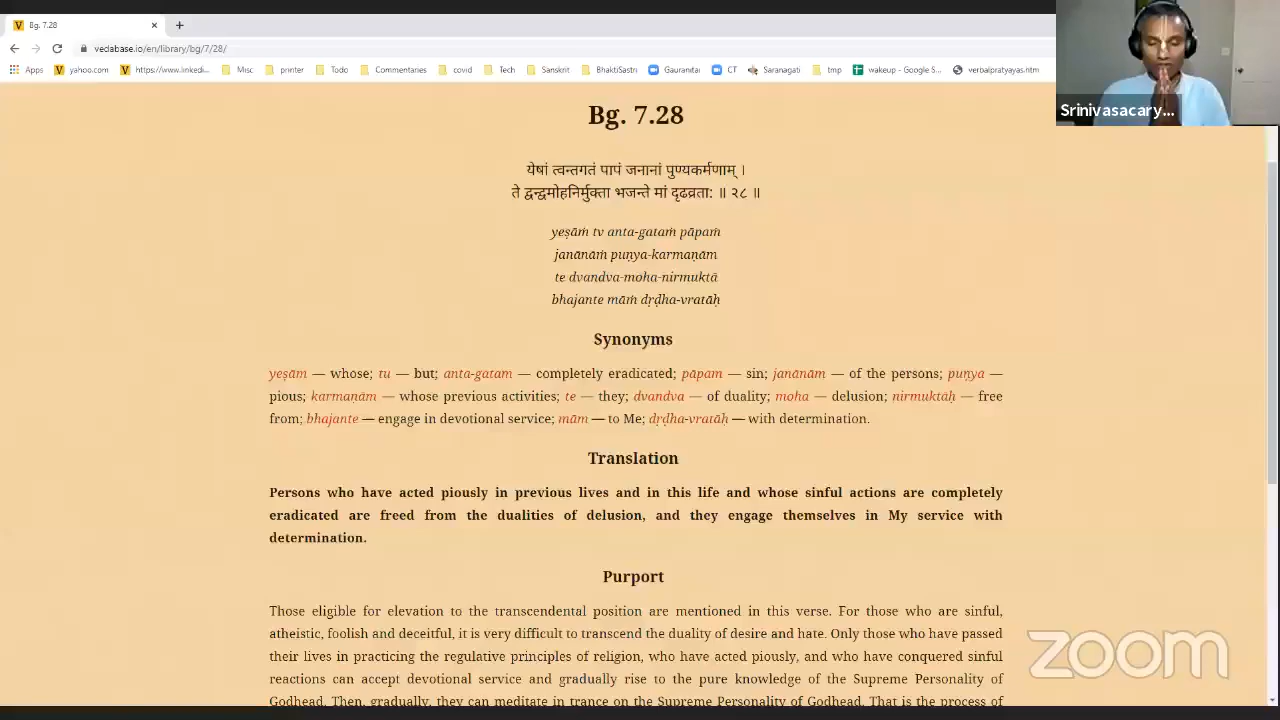 Bg. 7.28
vedabase.io/en/library/bg/7/28/
Apps yahoo.com https://www.linkedi... Misc printer Todo Commentaries covid Tech Sanskrit BhaktiSastri Gauranitai CT Saranagati tmp wakeup - Google S... verbalpratyayas.htm
Srinivasacary...
Bg. 7.28
येषां त्वन्तगतं पापं जनानां पुण्यकर्मणाम् ।
ते द्वन्द्वमोहनिर्मुक्ता भजन्ते मां दृढव्रता: ॥ २८ ॥
yeṣāṁ tv anta-gataṁ pāpaṁ
janānāṁ puṇya-karmaṇām
te dvandva-moha-nirmuktā
bhajante māṁ dṛḍha-vratāḥ
Synonyms
yeṣām — whose; tu — but; anta-gatam — completely eradicated; pāpam — sin; janānām — of the persons; puṇya —
pious; karmaṇām — whose previous activities; te — they; dvandva — of duality; moha — delusion; nirmuktāḥ — free
from; bhajante — engage in devotional service; mām — to Me; dṛḍha-vratāḥ — with determination.
Translation
Persons who have acted piously in previous lives and in this life and whose sinful actions are completely
eradicated are freed from the dualities of delusion, and they engage themselves in My service with
determination.
Purport
Those eligible for elevation to the transcendental position are mentioned in this verse. For those who are sinful,
atheistic, foolish and deceitful, it is very difficult to transcend the duality of desire and hate. Only those who have passed
their lives in practicing the regulative principles of religion, who have acted piously, and who have conquered sinful
reactions can accept devotional service and gradually rise to the pure knowledge of the Supreme Personality of
Godhead. Then, gradually, they can meditate in trance on the Supreme Personality of Godhead. That is the process of
zoom